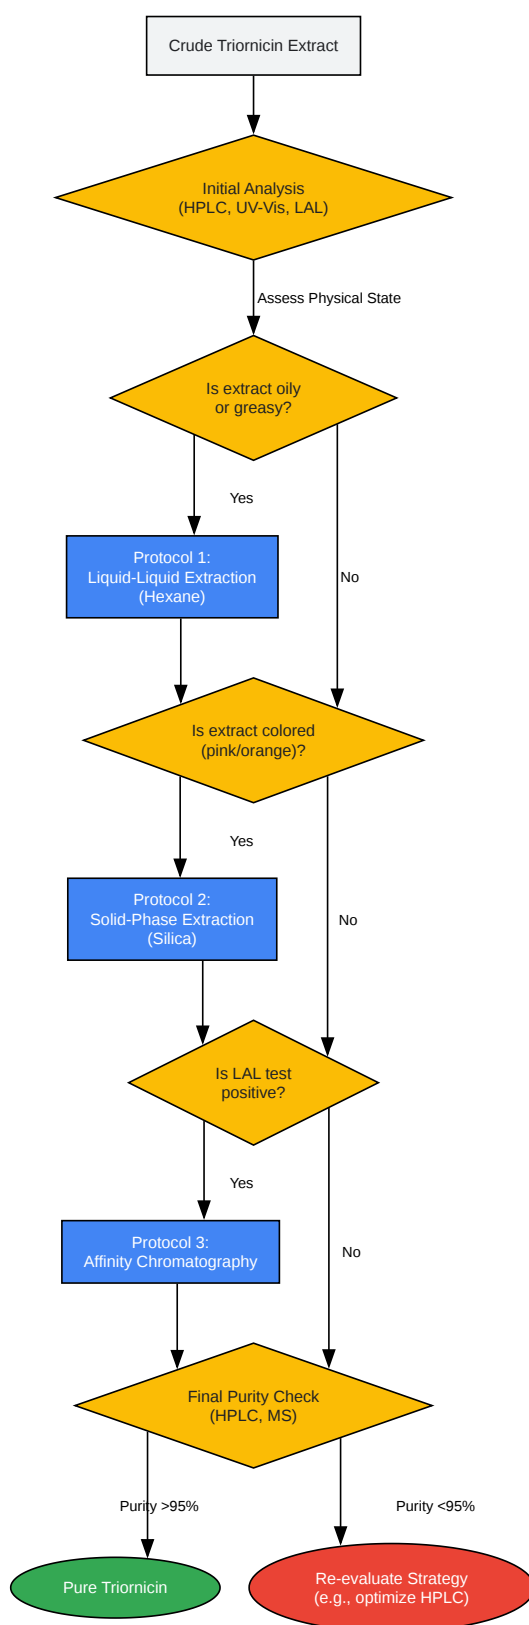 Crude Triornicin Extract
Initial Analysis
(HPLC, UV-Vis, LAL)
Assess Physical State
Is extract oily
or greasy?
Yes
Protocol 1:
Liquid-Liquid Extraction
(Hexane)
No
Is extract colored
(pink/orange)?
Yes
Protocol 2:
Solid-Phase Extraction
(Silica)
No
Is LAL test
positive?
Yes
Protocol 3:
Affinity Chromatography
No
Final Purity Check
(HPLC, MS)
Purity >95%
Purity <95%
Pure Triornicin
Re-evaluate Strategy
(e.g., optimize HPLC)